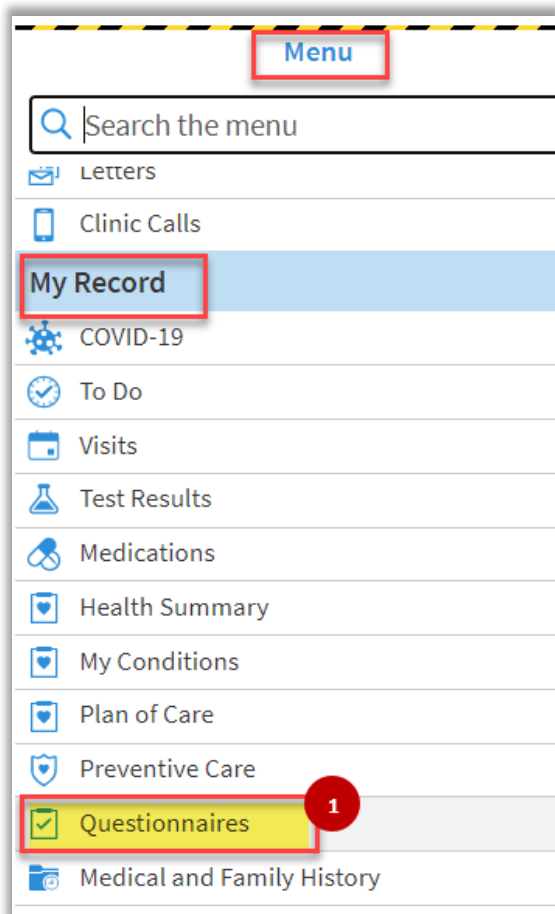 Menu
Search the menu
Letters
Clinic Calls
My Record
COVID-19
To Do
Visits
Test Results
Medications
Health Summary
My Conditions
Plan of Care
Preventive Care
1
Questionnaires
Medical and Family History